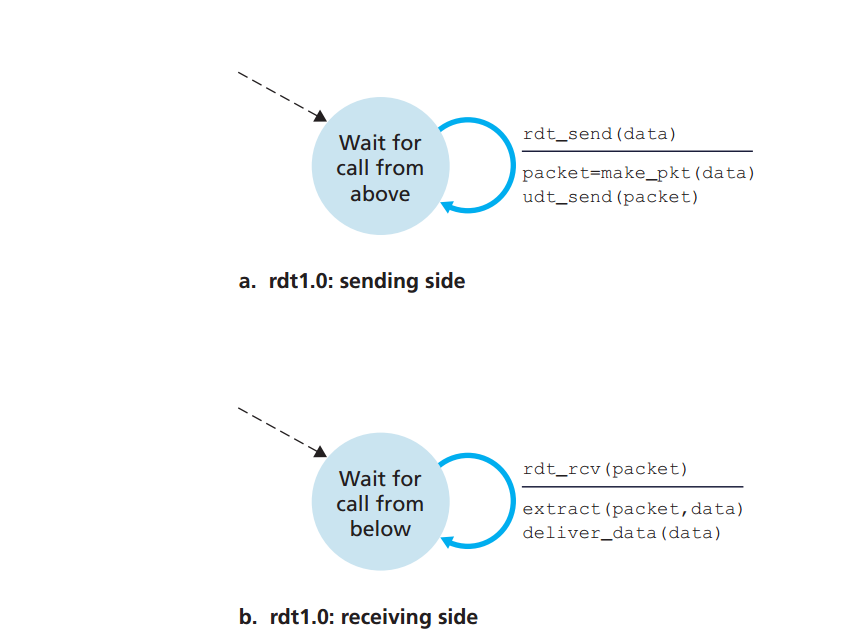 Wait for
call from
above
rdt_send(data)
packet=make_pkt(data)
udt_send(packet)
a. rdt1.0: sending side
Wait for
call from
below
rdt_rcv(packet)
extract(packet,data)
deliver_data(data)
b. rdt1.0: receiving side